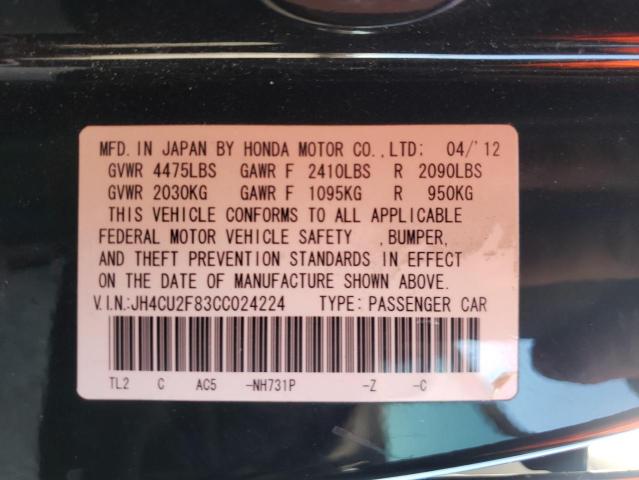 MFD. IN JAPAN BY HONDA MOTOR CO., LTD: 04/'12
GVWR 4475LBS GAWR F 2410LBS R 2090LBS
GVWR 2030KG GAWR F 1095KG R 950KG
THIS VEHICLE CONFORMS TO ALL APPLICABLE
FEDERAL MOTOR VEHICLE SAFETY , BUMPER,
AND THEFT PREVENTION STANDARDS IN EFFECT
ON THE DATE OF MANUFACTURE SHOWN ABOVE.
V.I.N:JH4CU2F83CC024224 TYPE: PASSENGER CAR
TL2 C AC5 -NH731P -Z -C